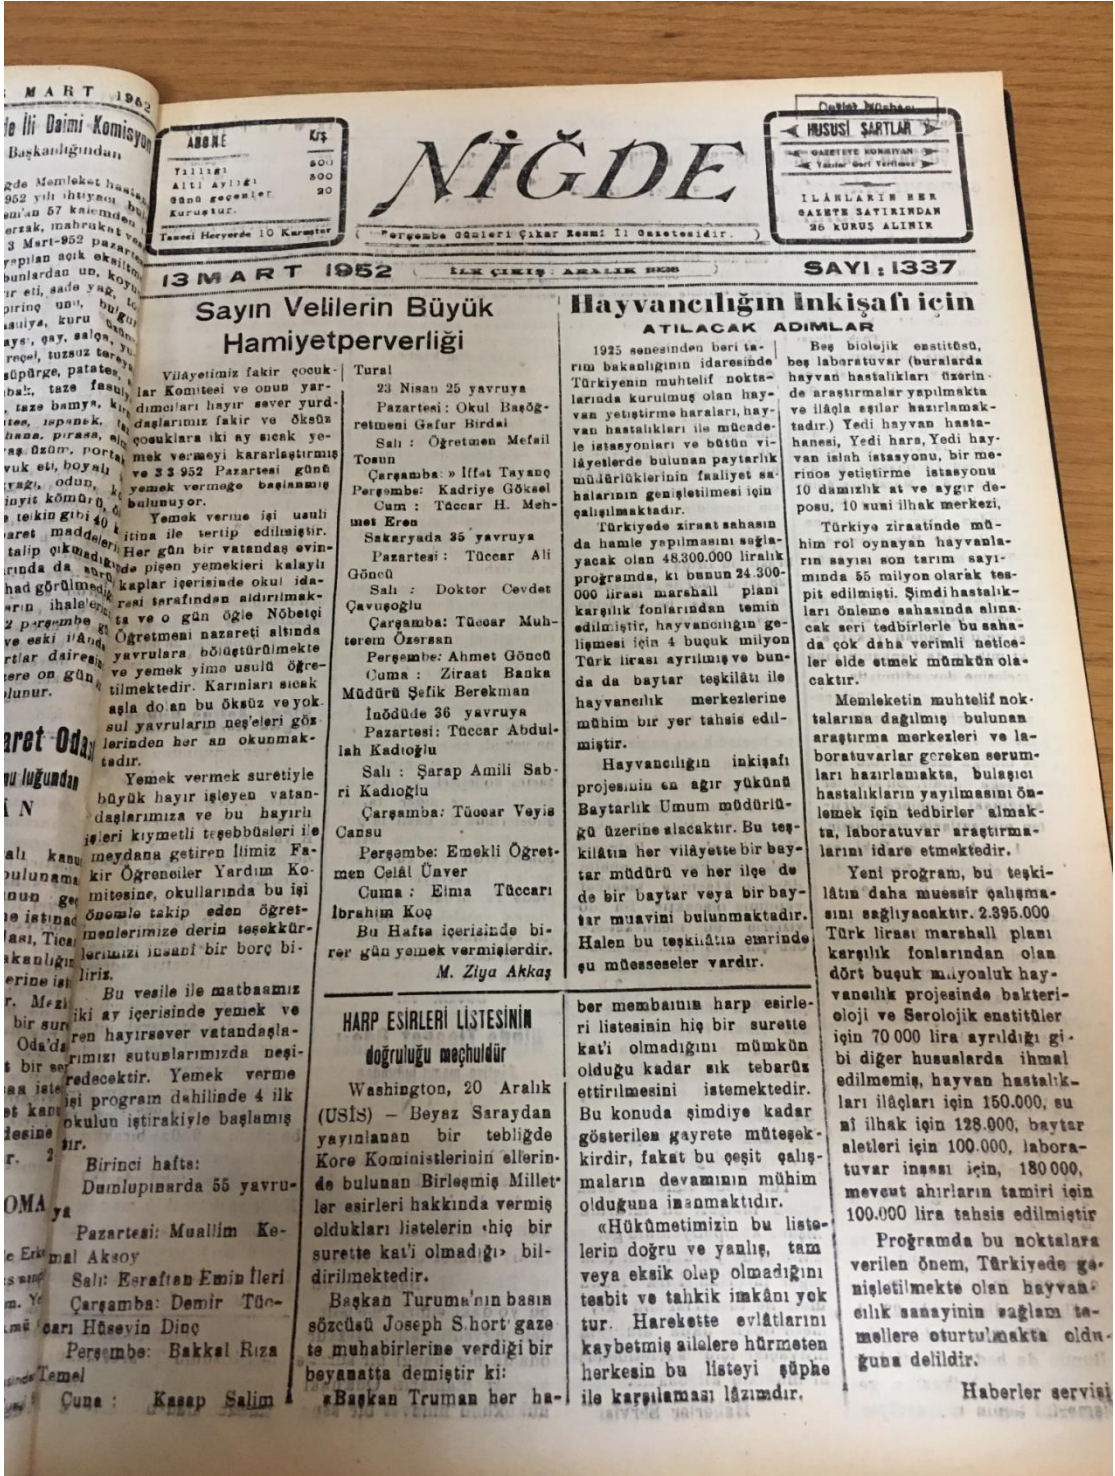 MART 1952
de İli Daimi Komisyon
Başkanlığından
ABONE Krş
Yıllığı 500
Altı Aylığı 300
Günü geçenler 20
Kuruştur.
Tanesi Heryerde 10 Kuruştur
NİĞDE
( Perşembe Günleri Çıkar Resmi İl Gazetesidir. )
HUSUSİ ŞARTLAR
GAZETEYE KONMIYAN
Yazılar Geri Verilmez
İLÂNLARIN HER
GAZETE SATIRINDAN
25 KURUŞ ALINIR
13 MART 1952
İLK ÇIKIŞ : ARALIK
SAYI : 1337
Sayın Velilerin Büyük
Hamiyetperverliği
Vilâyetimiz fakir çocuk-
lar Komitesi ve onun yar-
dımcıları hayır sever yurd-
daşlarımız fakir ve öksüz
çocuklara iki ay sıcak ye-
mek vermeyi kararlaştırmış
ve 3 3 952 Pazartesi günü
yemek vermeğe başlanmış
bulunuyor.
Yemek verme işi usuli
itina ile tertip edilmiştir.
Her gün bir vatandaş evin-
de pişen yemekleri kalaylı
kaplar içerisinde okul ida-
resi tarafından aldırılmak-
ta ve o gün öğle Nöbetçi
Öğretmeni nazareti altında
yavrulara bölüştürülmekte
ve yemek yime usulü öğre-
tilmektedir. Karınları sıcak
aşla do an bu öksüz ve yok
sul yavruların neş'eleri göz
lerinden her an okunmak-
tadır.
Yemek vermek suretiyle
büyük hayır işleyen vatan-
daşlarımıza ve bu hayırlı
işleri kıymetli teşebbüsleri ile
meydana getiren İlimiz Fa-
kir Öğrenciler Yardım Ko-
mitesine, okullarında bu işi
önemle takip eden öğret-
menlerimize derin teşekkür-
lerimizi insanî bir borç bi-
liriz.
Bu vesile ile matbaamız
iki ay içerisinde yemek ve
ren hayırsever vatandaşla-
rımızı sutunlarımızda neşi-
redecektir. Yemek verme
işi program dahilinde 4 ilk
okulun iştirakiyle başlamış
tır.
Birinci hafta:
Dumlupınarda 55 yavru-
ya
Pazartesi: Muallim Ke-
mal Aksoy
Salı: Eşraftan Emin İleri
Çarşamba: Demir Tüc-
carı Hüseyin Dinç
Perşembe: Bakkal Rıza
Temel
Cuna : Kasap Salim
Tural
23 Nisan 25 yavruya
Pazartesi : Okul Başöğ-
retmeni Gafur Birdal
Salı : Öğretmen Mefail
Tosun
Çarşamba: » İffet Tayanç
Perşembe: Kadriye Göksel
Cum : Tüccar H. Meh-
met Eren
Sakaryada 35 yavruya
Pazartesi : Tüccar Ali
Göncü
Salı : Doktor Cevdet
Çavuşoğlu
Çarşamba: Tüccar Muh-
terem Özersan
Perşembe: Ahmet Göncü
Cuma : Ziraat Banka
Müdürü Şefik Berekman
İnödüde 36 yavruya
Pazartesi: Tüccar Abdul-
lah Kadıoğlu
Salı : Şarap Amili Sab-
ri Kadıoğlu
Çarşamba: Tüccar Veyis
Cansu
Perşembe: Emekli Öğret-
men Celâl Ünver
Cuma : Elma Tüccarı
İbrahim Koç
Bu Hafta içerisinde bi-
rer gün yemek vermişlerdir.
M. Ziya Akkaş
HARP ESİRLERİ LİSTESİNİN
doğruluğu meçhuldür
Washington, 20 Aralık
(USİS) — Beyaz Saraydan
yayınlanan bir tebliğde
Kore Kominístlerinin ellerin-
de bulunan Birleşmiş Millet-
ler esirleri hakkında vermiş
oldukları listelerin «hiç bir
surette kat'i olmadığı» bil-
dirilmektedir.
Başkan Turuma'nın basın
sözcüsü Joseph S.hort gaze
te muhabirlerine verdiği bir
beyanatta demiştir ki:
«Başkan Truman her ha-
ber membaının harp esirle-
ri listesinin hiç bir surette
kat'i olmadığını mümkün
olduğu kadar sık tebarüz
ettirilmesini istemektedir.
Bu konuda şimdiye kadar
gösterilen gayrete müteşek-
kirdir, fakat bu çeşit çalış-
maların devamının mühim
olduğuna inanmaktıdır.
«Hükûmetimizin bu liste-
lerin doğru ve yanlış, tam
veya eksik olup olmadığını
tesbit ve tahkik imkânı yok
tur. Harekette evlâtlarını
kaybetmiş ailelere hürmeten
herkesin bu listeyi şüphe
ile karşılaması lâzımdır.
Hayvancılığın inkişafı için
ATILACAK ADIMLAR
1925 senesinden beri ta-
rım bakanlığının idaresinde
Türkiyenin muhtelif nokta-
larında kurulmuş olan hay-
van yetiştirme haraları, hay-
van hastalıkları ile mücade-
le istasyonları ve bütün vi-
lâyetlerde bulunan paytarlık
müdürlüklerinin faaliyet sa-
halarının genişletilmesi için
çalışılmaktadır.
Türkiyede ziraat sahasın
da hamle yapılmasını sağla-
yacak olan 48.300.000 liralık
programda, ki bunun 24.300-
000 lirası marshall planı
karşılık fonlarından temin
edilmiştir, hayvancılığın ge-
lişmesi için 4 buçuk milyon
Türk lirası ayrılmış ve bun-
da da baytar teşkilâtı ile
hayvancılık merkezlerine
mühim bir yer tahsis edil-
miştir.
Hayvancılığın inkişafı
projesinin en ağır yükünü
Baytarlık Umum müdürlü-
ğü üzerine alacaktır. Bu teş-
kilâtın her vilâyette bir bay-
tar müdürü ve her ilçe de
de bir baytar veya bir bay-
tar muavini bulunmaktadır.
Halen bu teşkilâtın emrinde
şu müesseseler vardır.
Beş biolejik enstitüsü,
beş laboratuvar (buralarda
hayvan hastalıkları üzerin-
de araştırmalar yapılmakta
ve ilâçla aşılar hazırlamak-
tadır.) Yedi hayvan hasta-
hanesi, Yedi hara, Yedi hay-
van ıslah istasyonu, bir me-
rinos yetiştirme istasyonu
10 damızlık at ve aygır de-
posu, 10 suni ilhak merkezi,
Türkiye ziraatinde mü-
him rol oynayan hayvanla-
rın sayısı son tarım sayı-
mında 55 milyon olarak tes-
pit edilmişti. Şimdi hastalık-
ları önleme sahasında alına-
cak seri tedbirlerle bu saha-
da çok daha verimli netice-
ler elde etmek mümkün ola-
caktır.
Memleketin muhtelif nok-
talarına dağılmış bulunan
araştırma merkezleri ve la-
boratuvarlar gereken serum-
ları hazırlamakta, bulaşıcı
hastalıkların yayılmasını ön-
lemek için tedbirler almak-
ta, laboratuvar araştırma-
larını idare etmektedir.
Yeni program, bu teşki-
lâtın daha muessir çalışma-
sını sağlıyacaktır. 2.395.000
Türk lirası marshall planı
karşılık fonlarından olan
dört buşuk milyonluk hay-
vancılık projesinde bakteri-
oloji ve Serolojik enstitüler
için 70 000 lira ayrıldığı gi-
bi diğer hususlarda ihmal
edilmemiş, hayvan hastalık-
ları ilâçları için 150.000, su
ni ilhak için 128.000, baytar
aletleri için 100.000, labora-
tuvar inşası için, 180 000,
mevcut ahırların tamiri için
100.000 lira tahsis edilmiştir
Programda bu noktalara
verilen önem, Türkiyede ge-
nişletilmekte olan hayvan-
cılık sanayinin sağlam te-
mellere oturtulmakta oldu-
ğuna delildir.
Haberler servisi